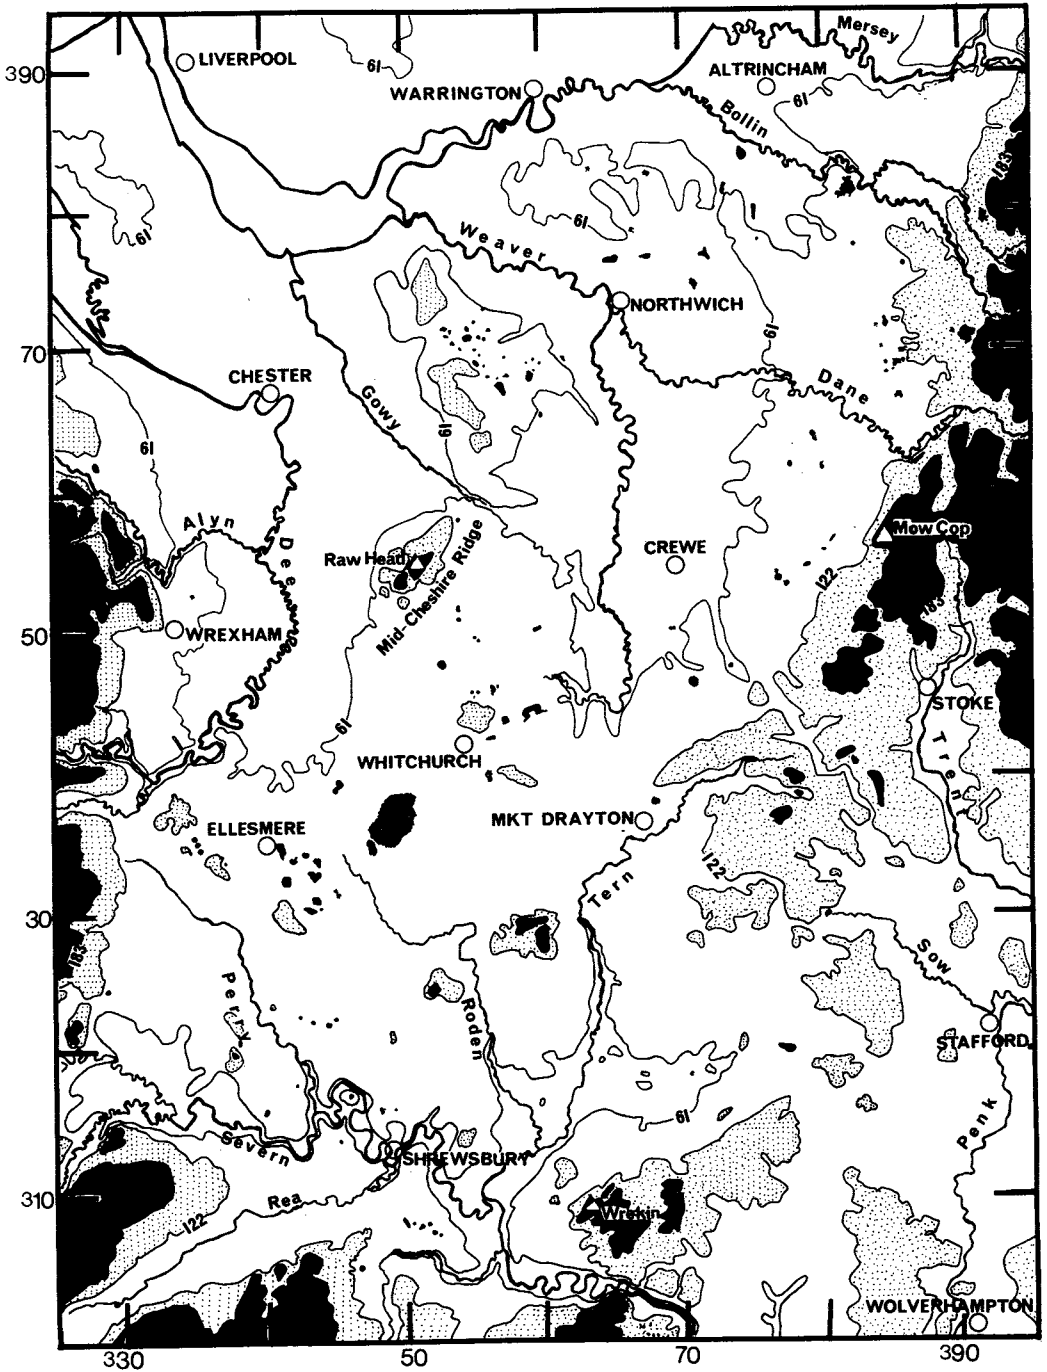 Mersey
LIVERPOOL
61
ALTRINCHAM
390
WARRINGTON
61
Bollin
183
61
61
Weaver
NORTHWICH
61
70
CHESTER
Dane
Gowy
61
61
Alyn
Mow Cop
Dee
Raw Head
CREWE
122
Mid-Cheshire Ridge
183
50
WREXHAM
STOKE
61
Trent
WHITCHURCH
MKT DRAYTON
ELLESMERE
122
Tern
30
183
Sow
Perry
Roden
STAFFORD
61
Penk
Severn
SHREWSBURY
310
Rea
Wrekin
122
WOLVERHAMPTON
330
50
70
390